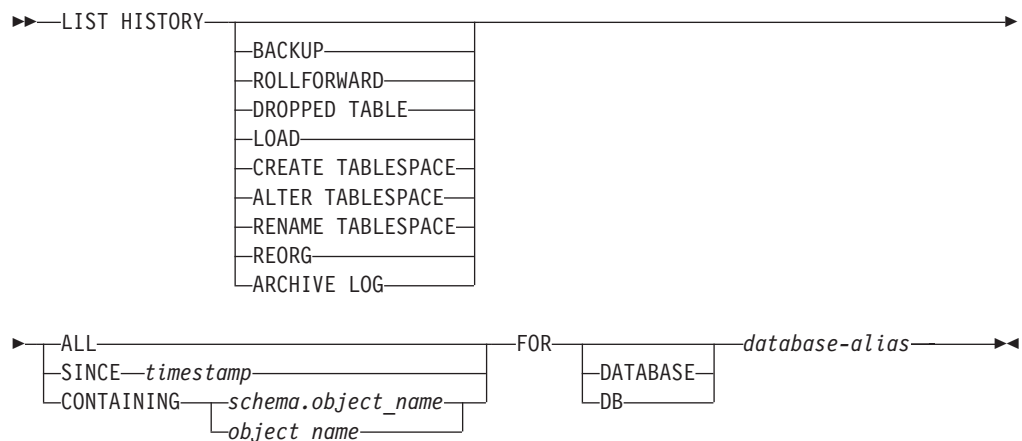 LIST HISTORY
BACKUP
ROLLFORWARD
DROPPED TABLE
LOAD
CREATE TABLESPACE
ALTER TABLESPACE
RENAME TABLESPACE
REORG
ARCHIVE LOG
ALL FOR database-alias
SINCE timestamp DATABASE
CONTAINING schema.object_name DB
object_name